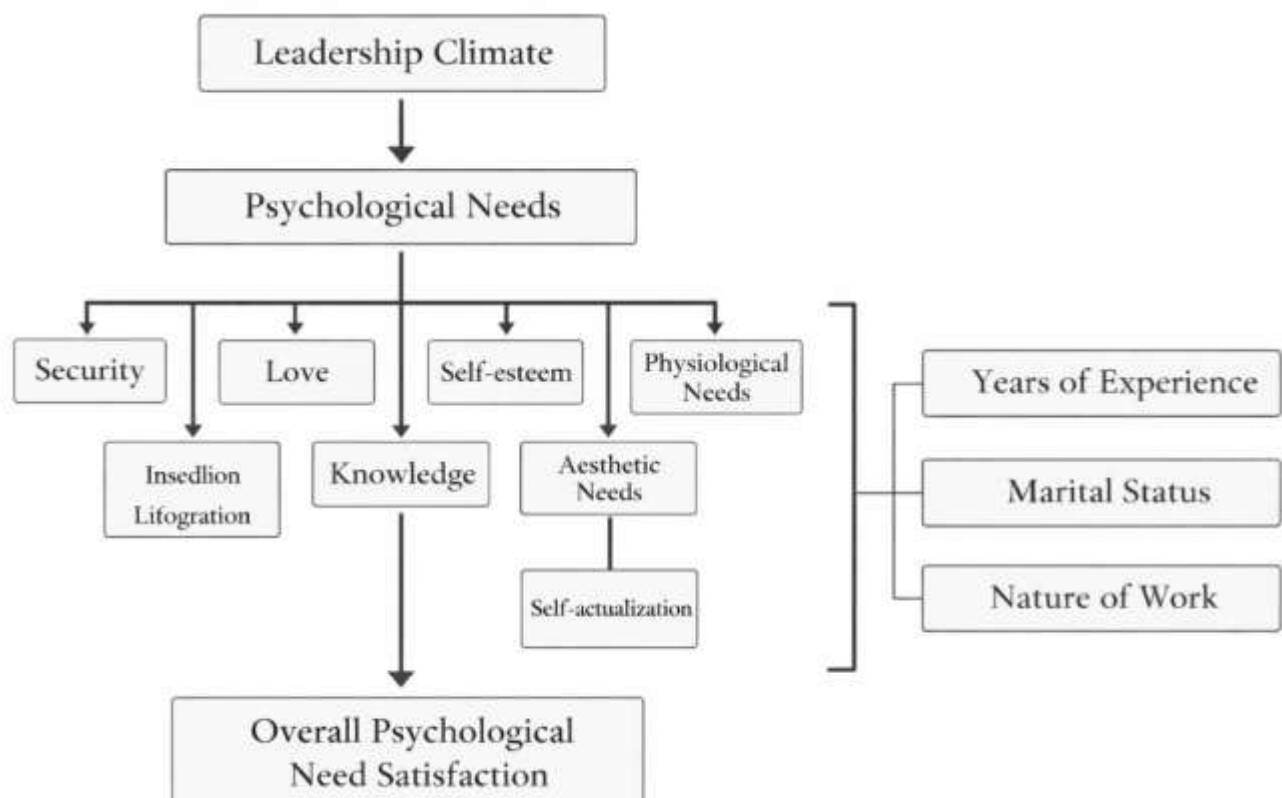 Leadership Climate
Psychological Needs
Security
Love
Self-esteem
Physiological
Needs
Insedlion
Lifogration
Knowledge
Aesthetic
Needs
Self-actualization
Overall Psychological
Need Satisfaction
Years of Experience
Marital Status
Nature of Work